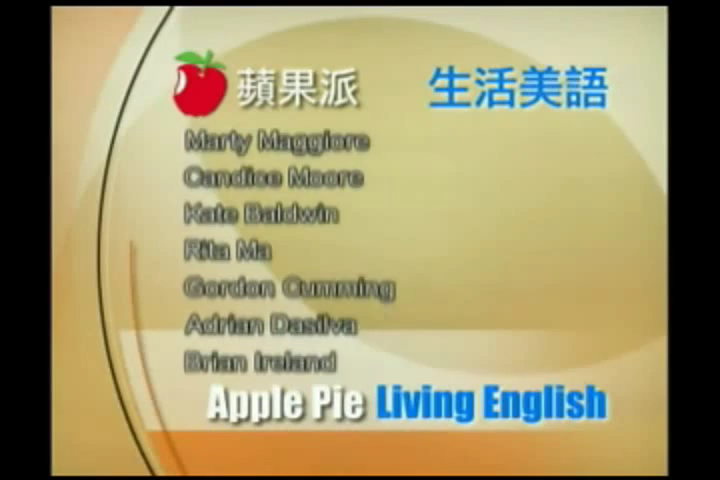 蘋果派 生活美語
Marty Maggiore
Candice Moore
Kate Baldwin
Rita Ma
Gordon Cumming
Adrian Dasilva
Brian Ireland
Apple Pie Living English